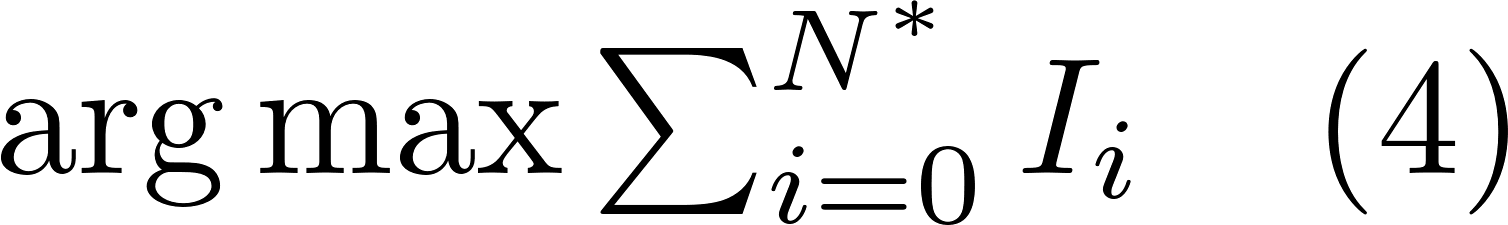 arg max ∑_{i=0}^{N^*} I_i (4)